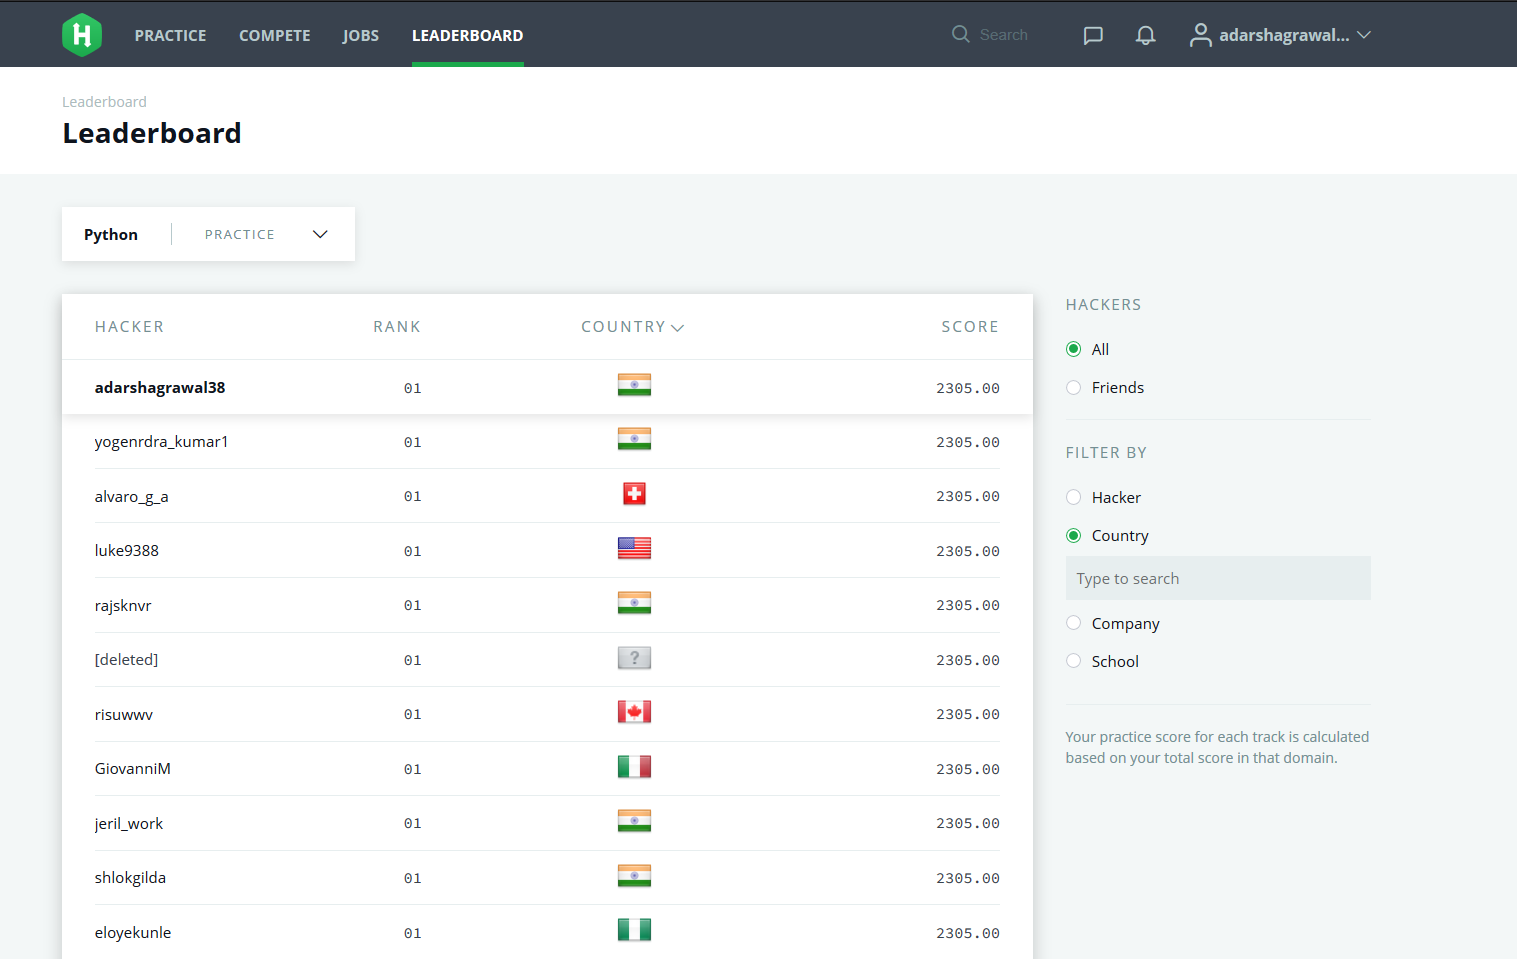 H PRACTICE COMPETE JOBS LEADERBOARD Search adarshagrawal...
Leaderboard
Leaderboard
Python PRACTICE
HACKER RANK COUNTRY SCORE
adarshagrawal38 01 2305.00
yogenrdra_kumar1 01 2305.00
alvaro_g_a 01 2305.00
luke9388 01 2305.00
rajsknvr 01 2305.00
[deleted] 01 ? 2305.00
risuwwv 01 2305.00
GiovanniM 01 2305.00
jeril_work 01 2305.00
shlokgilda 01 2305.00
eloyekunle 01 2305.00
HACKERS
All
Friends
FILTER BY
Hacker
Country
Type to search
Company
School
Your practice score for each track is calculated
based on your total score in that domain.